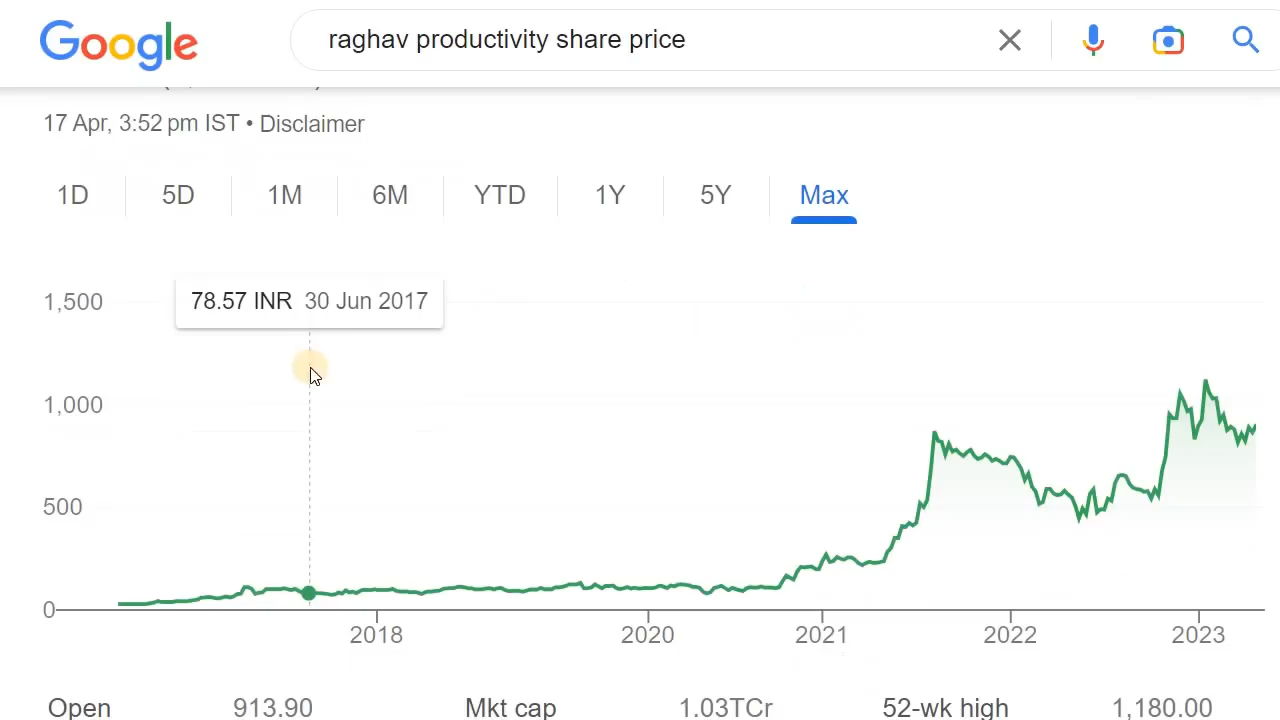 Google
raghav productivity share price
17 Apr, 3:52 pm IST • Disclaimer
1D 5D 1M 6M YTD 1Y 5Y Max
78.57 INR 30 Jun 2017
1,500
1,000
500
0
2018 2020 2021 2022 2023
Open 913.90 Mkt cap 1.03TCr 52-wk high 1,180.00